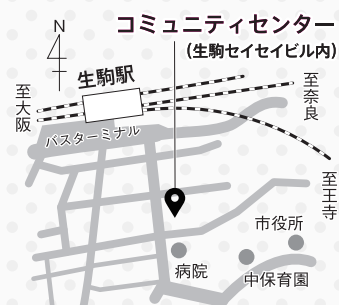 コミュニティセンター
(生駒セイセイビル内)
N
生駒駅
至大阪
至奈良
バスターミナル
至王寺
市役所
病院
中保育園